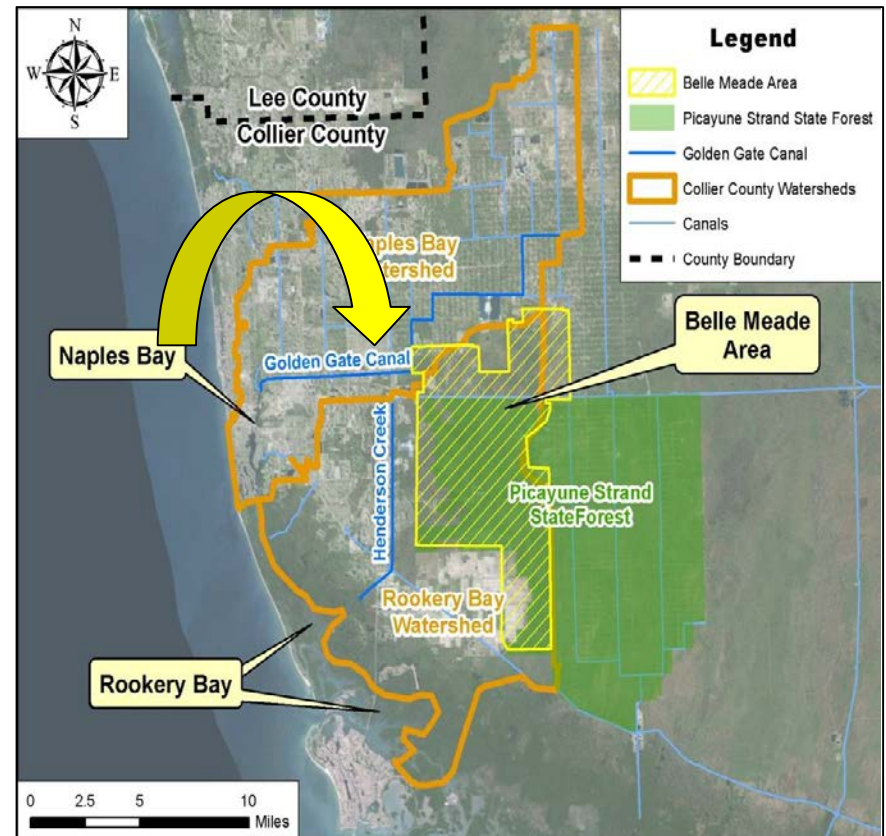 N
W E
S
Lee County
Collier County
Legend
Belle Meade Area
Picayune Strand State Forest
Golden Gate Canal
Collier County Watersheds
Canals
County Boundary
aples Bay
tershed
Belle Meade
Area
Naples Bay
Golden Gate Canal
Henderson Creek
Picayune Strand
StateForest
Rookery Bay
Watershed
Rookery Bay
0 2.5 5 10
Miles